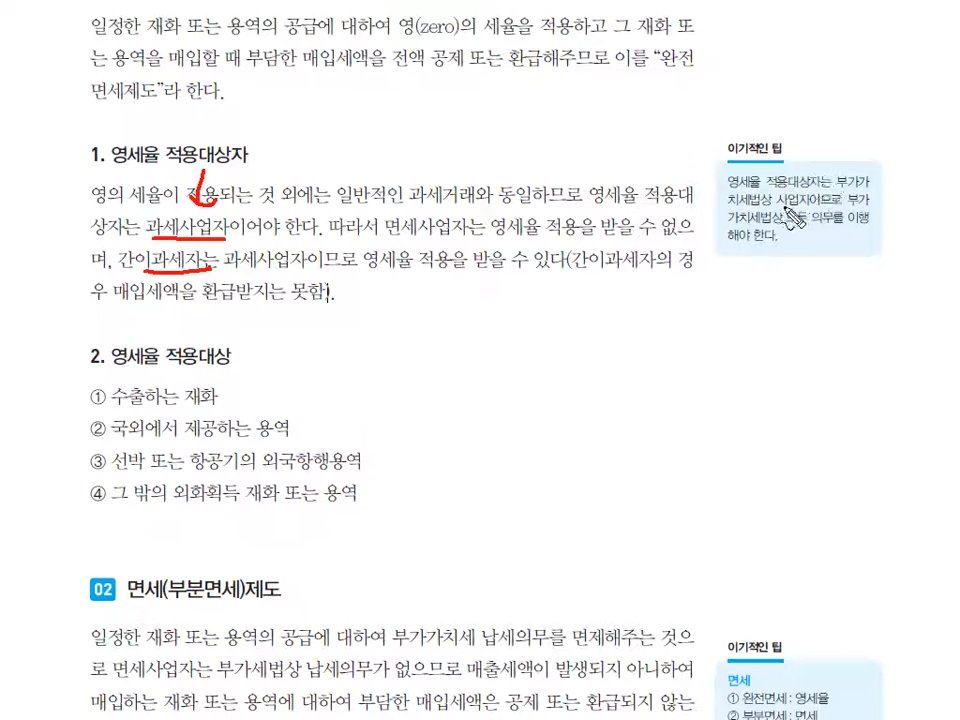 일정한 재화 또는 용역의 공급에 대하여 영(zero)의 세율을 적용하고 그 재화 또
는 용역을 매입할 때 부담한 매입세액을 전액 공제 또는 환급해주므로 이를 “완전
면세제도”라 한다.
1. 영세율 적용대상자
영의 세율이 적용되는 것 외에는 일반적인 과세거래와 동일하므로 영세율 적용대
상자는 과세사업자이어야 한다. 따라서 면세사업자는 영세율 적용을 받을 수 없으
며, 간이과세자는 과세사업자이므로 영세율 적용을 받을 수 있다(간이과세자의 경
우 매입세액을 환급받지는 못함).
이기적인 팁
영세율 적용대상자는 부가가
치세법상 사업자이므로 부가
가치세법상 의무를 이행
해야 한다.
2. 영세율 적용대상
① 수출하는 재화
② 국외에서 제공하는 용역
③ 선박 또는 항공기의 외국항행용역
④ 그 밖의 외화획득 재화 또는 용역
02 면세(부분면세)제도
일정한 재화 또는 용역의 공급에 대하여 부가가치세 납세의무를 면제해주는 것으
로 면세사업자는 부가세법상 납세의무가 없으므로 매출세액이 발생되지 아니하여
매입하는 재화 또는 용역에 대하여 부담한 매입세액은 공제 또는 환급되지 않는
이기적인 팁
면세
① 완전면세 : 영세율
② 부분면세 : 면세